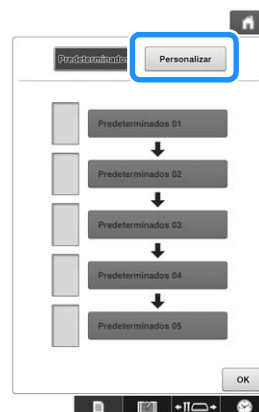 Predeterminados Personalizar
Predeterminados 01
Predeterminados 02
Predeterminados 03
Predeterminados 04
Predeterminados 05
OK